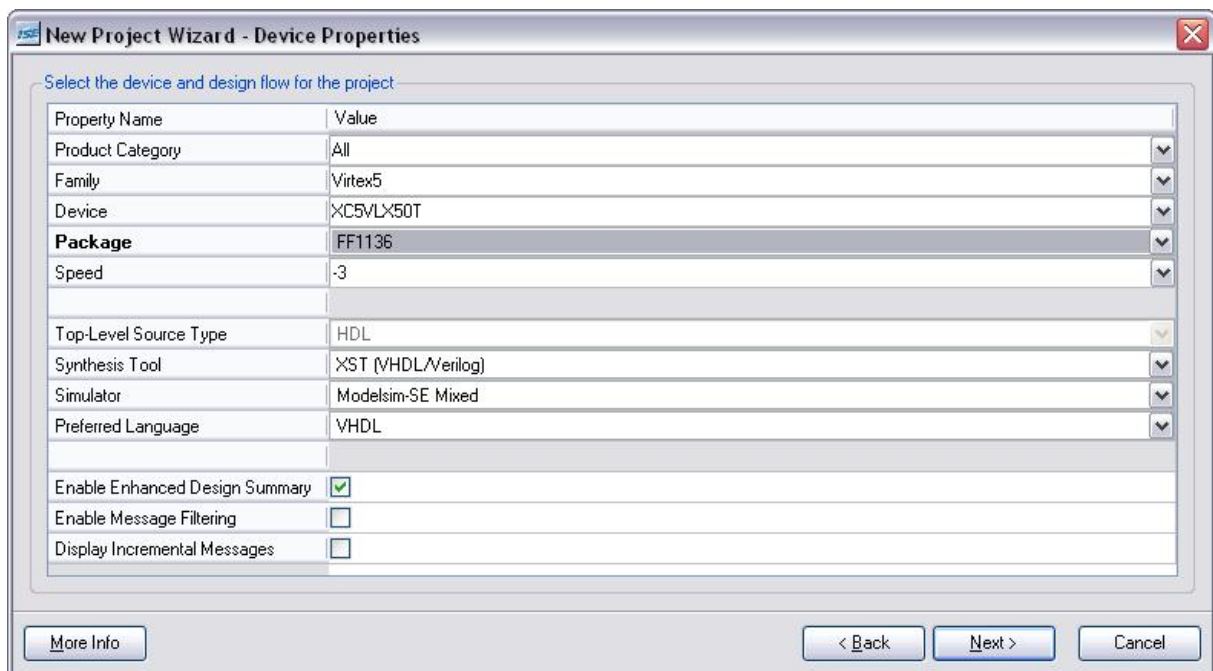 ISE New Project Wizard - Device Properties
Select the device and design flow for the project
Property Name Value
Product Category All
Family Virtex5
Device XC5VLX50T
Package FF1136
Speed -3
Top-Level Source Type HDL
Synthesis Tool XST (VHDL/Verilog)
Simulator Modelsim-SE Mixed
Preferred Language VHDL
Enable Enhanced Design Summary
Enable Message Filtering
Display Incremental Messages
More Info < Back Next > Cancel